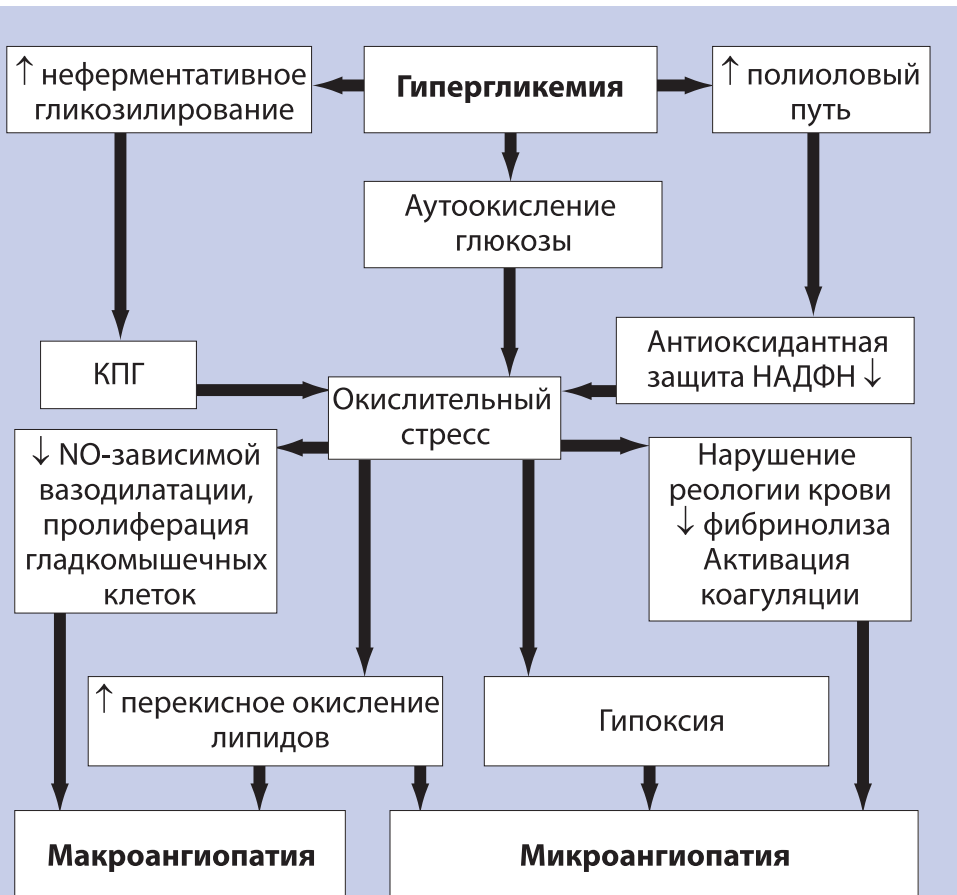 ↑ неферментативное
гликозилирование
Гипергликемия
↑ полиоловый
путь
Аутоокисление
глюкозы
КПГ
Антиоксидантная
защита НАДФН ↓
Окислительный
стресс
↓ NO-зависимой
вазодилатации,
пролиферация
гладкомышечных
клеток
Нарушение
реологии крови
↓ фибринолиза
Активация
коагуляции
↑ перекисное окисление
липидов
Гипоксия
Макроангиопатия
Микроангиопатия